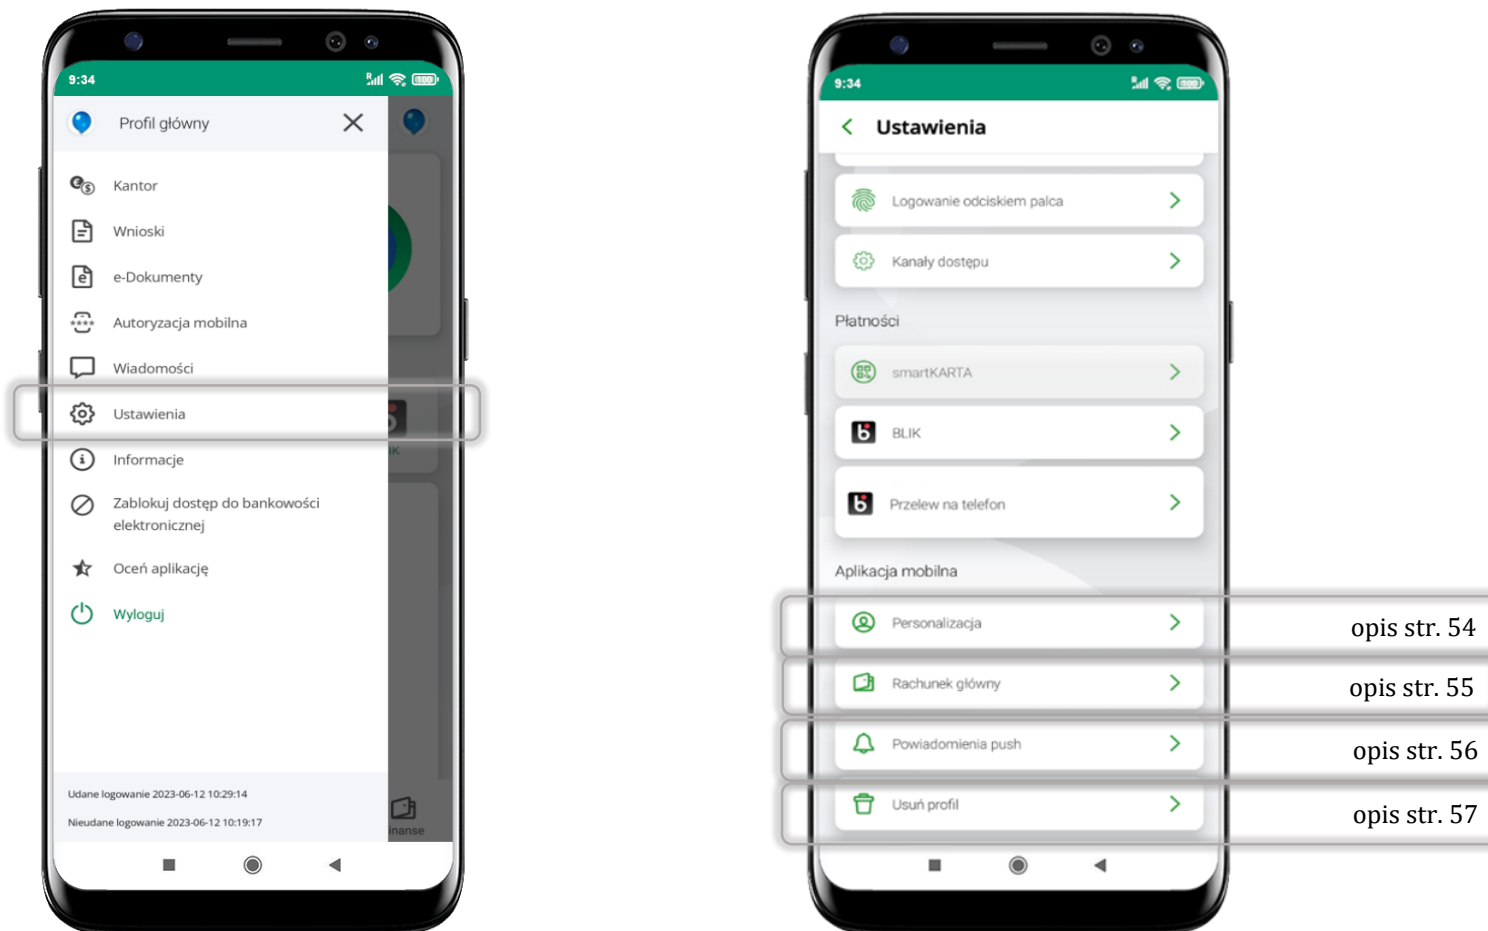 9:34
Profil główny
Kantor
Wnioski
e-Dokumenty
Autoryzacja mobilna
Wiadomości
Ustawienia
Informacje
Zablokuj dostęp do bankowości
elektronicznej
Oceń aplikację
Wyloguj
Udane logowanie 2023-06-12 10:29:14
Nieudane logowanie 2023-06-12 10:19:17
IK
inanse
9:34
Ustawienia
Logowanie odciskiem palca
Kanały dostępu
Płatności
smartKARTA
BLIK
Przelew na telefon
Aplikacja mobilna
Personalizacja
opis str. 54
Rachunek główny
opis str. 55
Powiadomienia push
opis str. 56
Usuń profil
opis str. 57